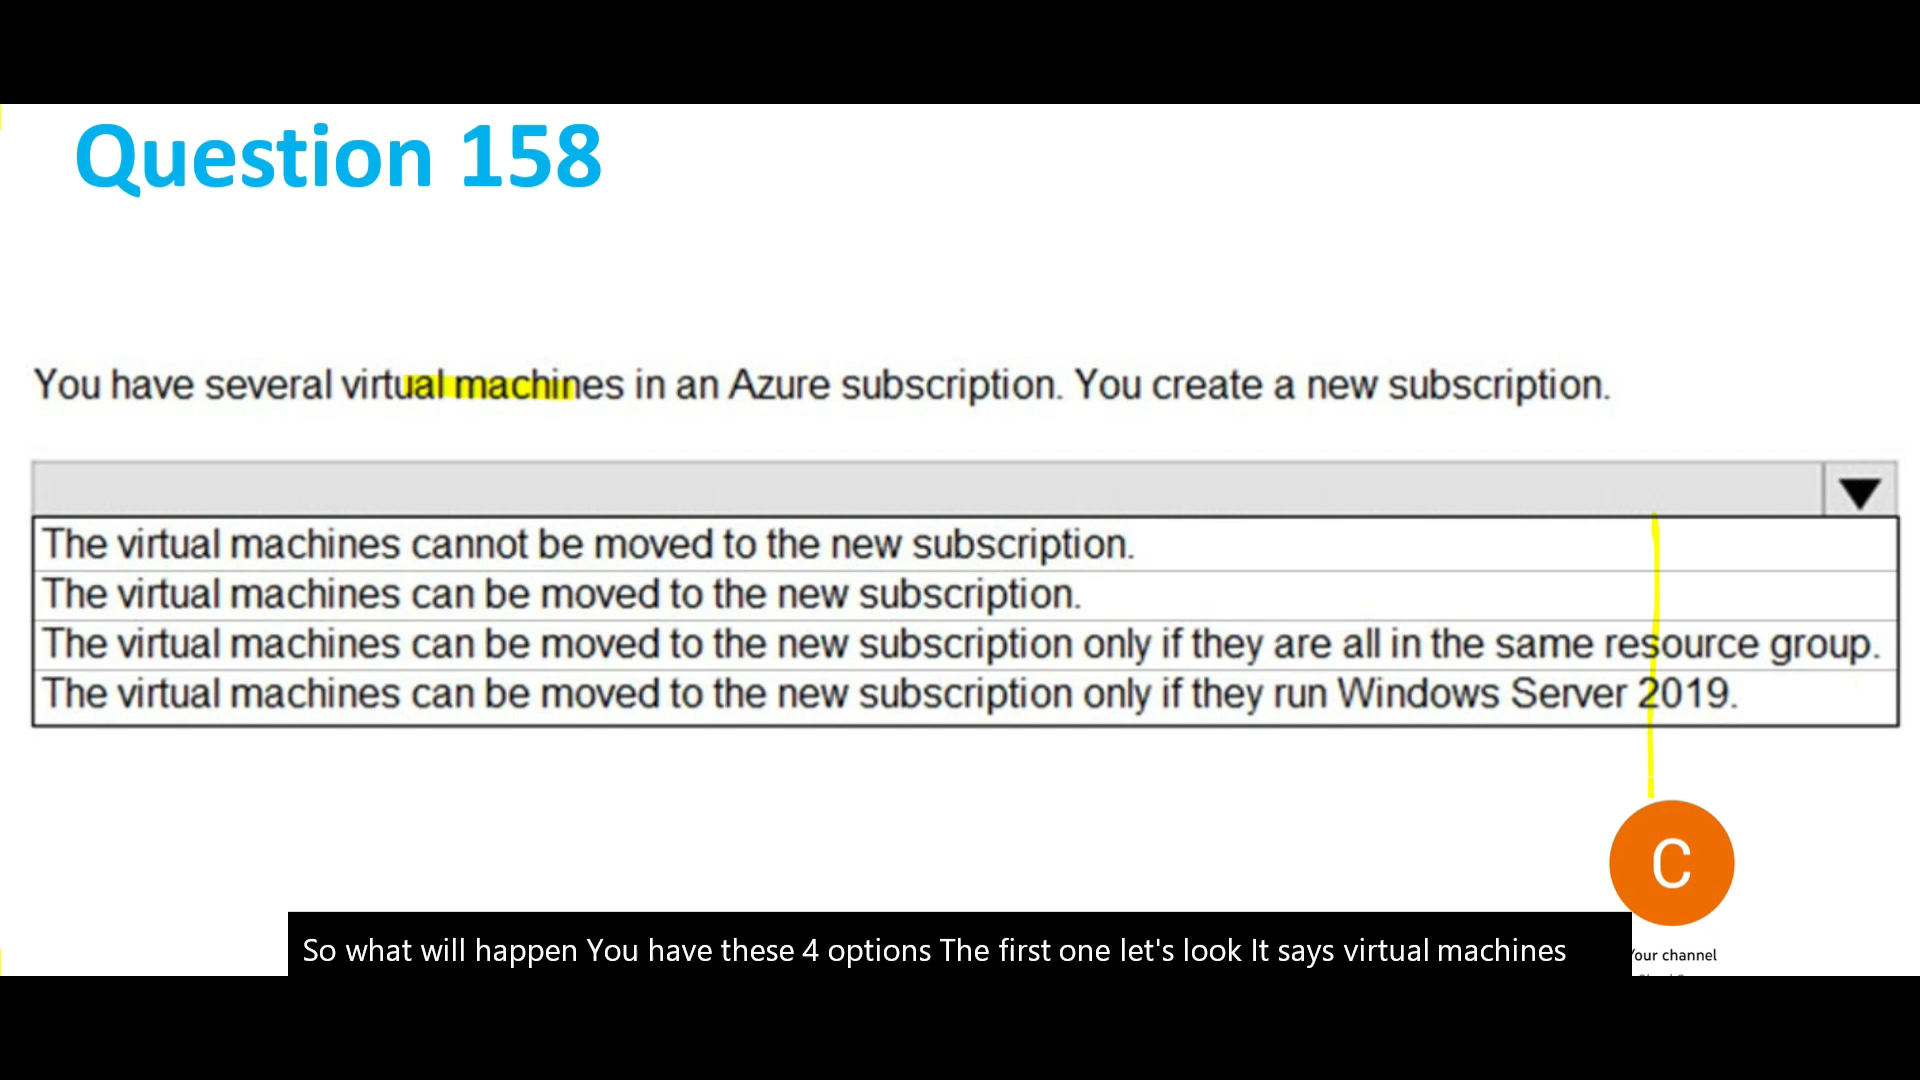 Question 158
You have several virtual machines in an Azure subscription. You create a new subscription.
The virtual machines cannot be moved to the new subscription.
The virtual machines can be moved to the new subscription.
The virtual machines can be moved to the new subscription only if they are all in the same resource group.
The virtual machines can be moved to the new subscription only if they run Windows Server 2019.
C
So what will happen You have these 4 options The first one let's look It says virtual machines
Your channel